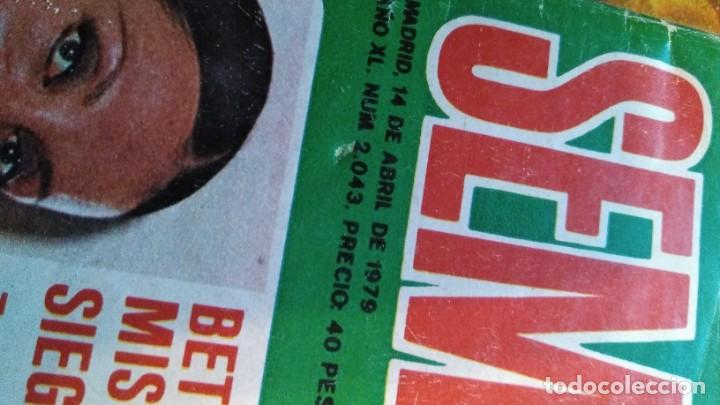 SEM
MADRID, 14 DE ABRIL DE 1979
AÑO XL. NUM 2.043. PRECIO: 40 PES
BET
MIS
SIEG
todocoleccion